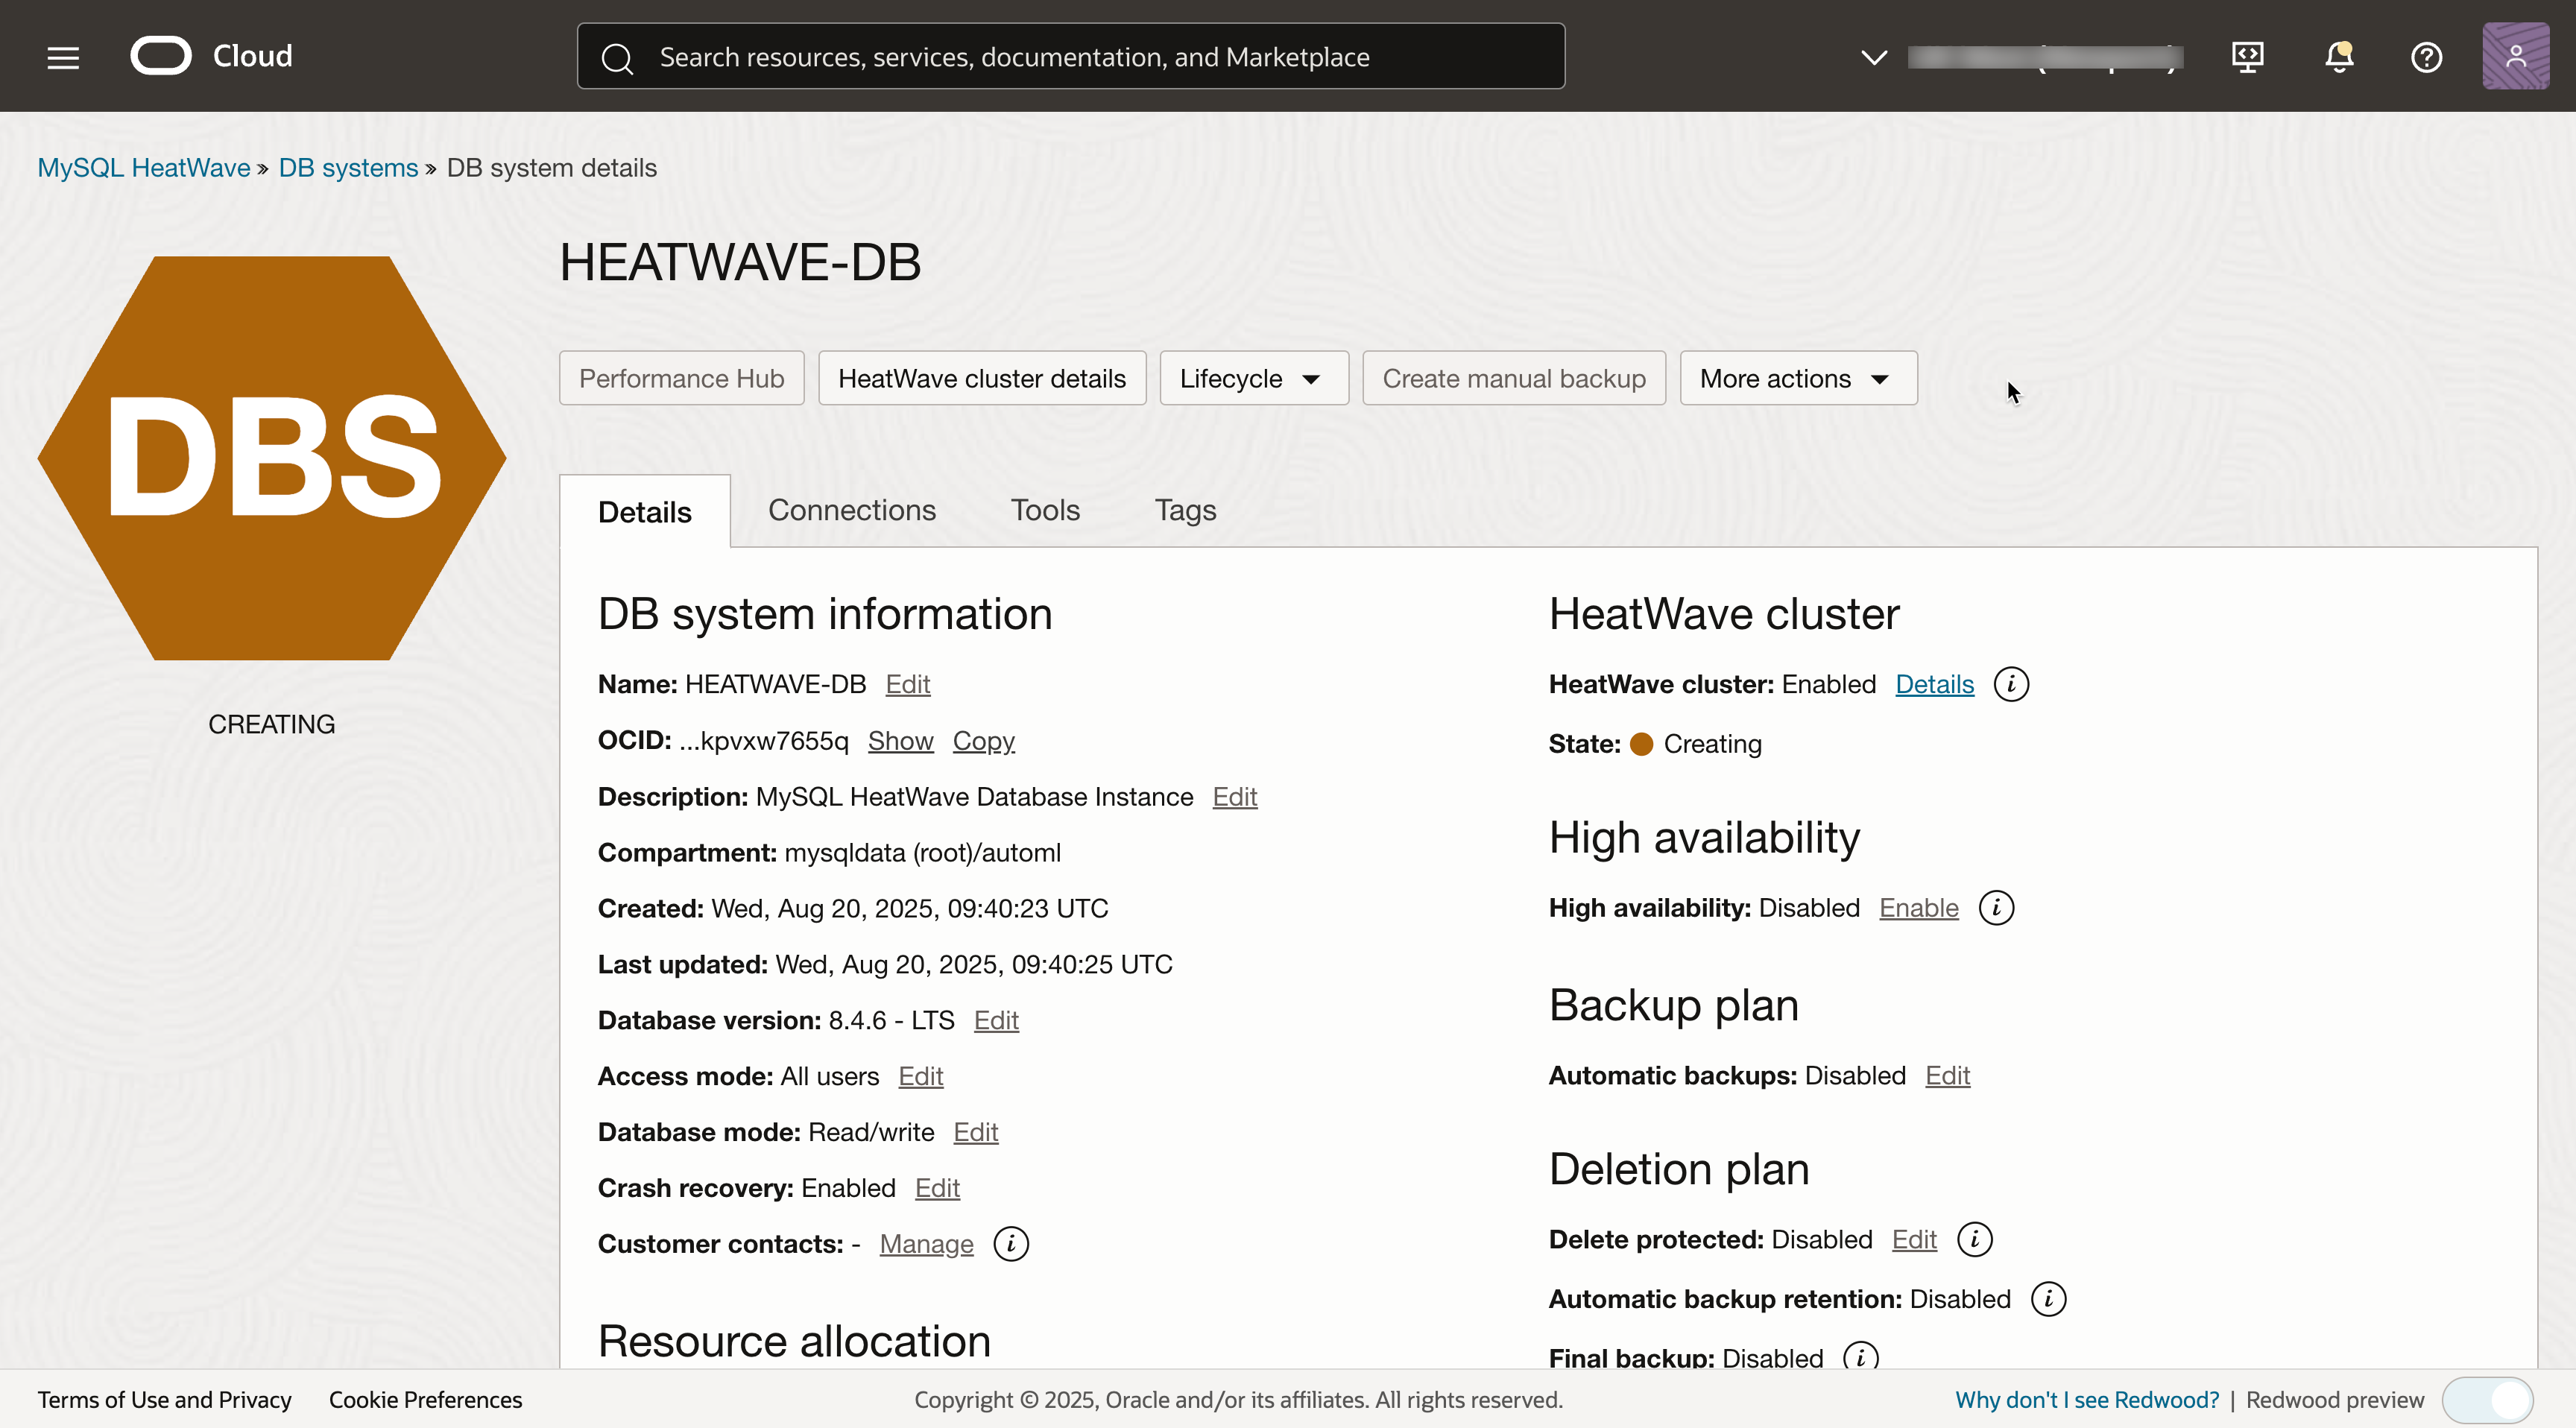 Cloud
Search resources, services, documentation, and Marketplace
MySQL HeatWave » DB systems » DB system details
DBS
CREATING
HEATWAVE-DB
Performance Hub
HeatWave cluster details
Lifecycle
Create manual backup
More actions
Details
Connections
Tools
Tags
DB system information
Name: HEATWAVE-DB Edit
OCID: ...kpvxw7655q Show Copy
Description: MySQL HeatWave Database Instance Edit
Compartment: mysqldata (root)/automl
Created: Wed, Aug 20, 2025, 09:40:23 UTC
Last updated: Wed, Aug 20, 2025, 09:40:25 UTC
Database version: 8.4.6 - LTS Edit
Access mode: All users Edit
Database mode: Read/write Edit
Crash recovery: Enabled Edit
Customer contacts: - Manage
Resource allocation
HeatWave cluster
HeatWave cluster: Enabled Details
State: Creating
High availability
High availability: Disabled Enable
Backup plan
Automatic backups: Disabled Edit
Deletion plan
Delete protected: Disabled Edit
Automatic backup retention: Disabled
Final backup: Disabled
Terms of Use and Privacy
Cookie Preferences
Copyright © 2025, Oracle and/or its affiliates. All rights reserved.
Why don't I see Redwood? | Redwood preview